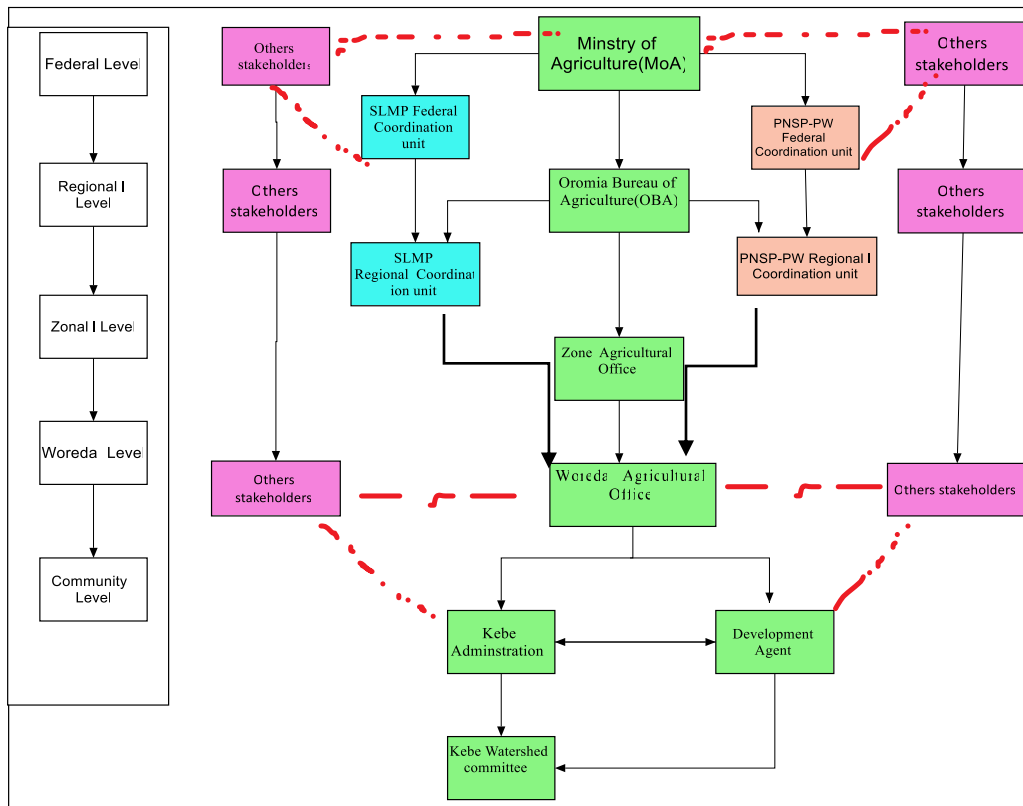 Federal Level
Regional l
Level
Zonal l Level
Woreda Level
Community
Level
Others
stakeholders
Minstry of
Agriculture(MoA)
Others
stakeholders
SLMP Federal
Coordination
unit
PNSP-PW
Federal
Coordination unit
Others
stakeholders
Oromia Bureau of
Agriculture(OBA)
Others
stakeholders
SLMP
Regional Coordinat
ion unit
PNSP-PW Regional l
Coordination unit
Zone Agricultural
Office
Others
stakeholders
Woreda Agricultural
Office
Others stakeholders
Kebe
Adminstration
Development
Agent
Kebe Watershed
committee